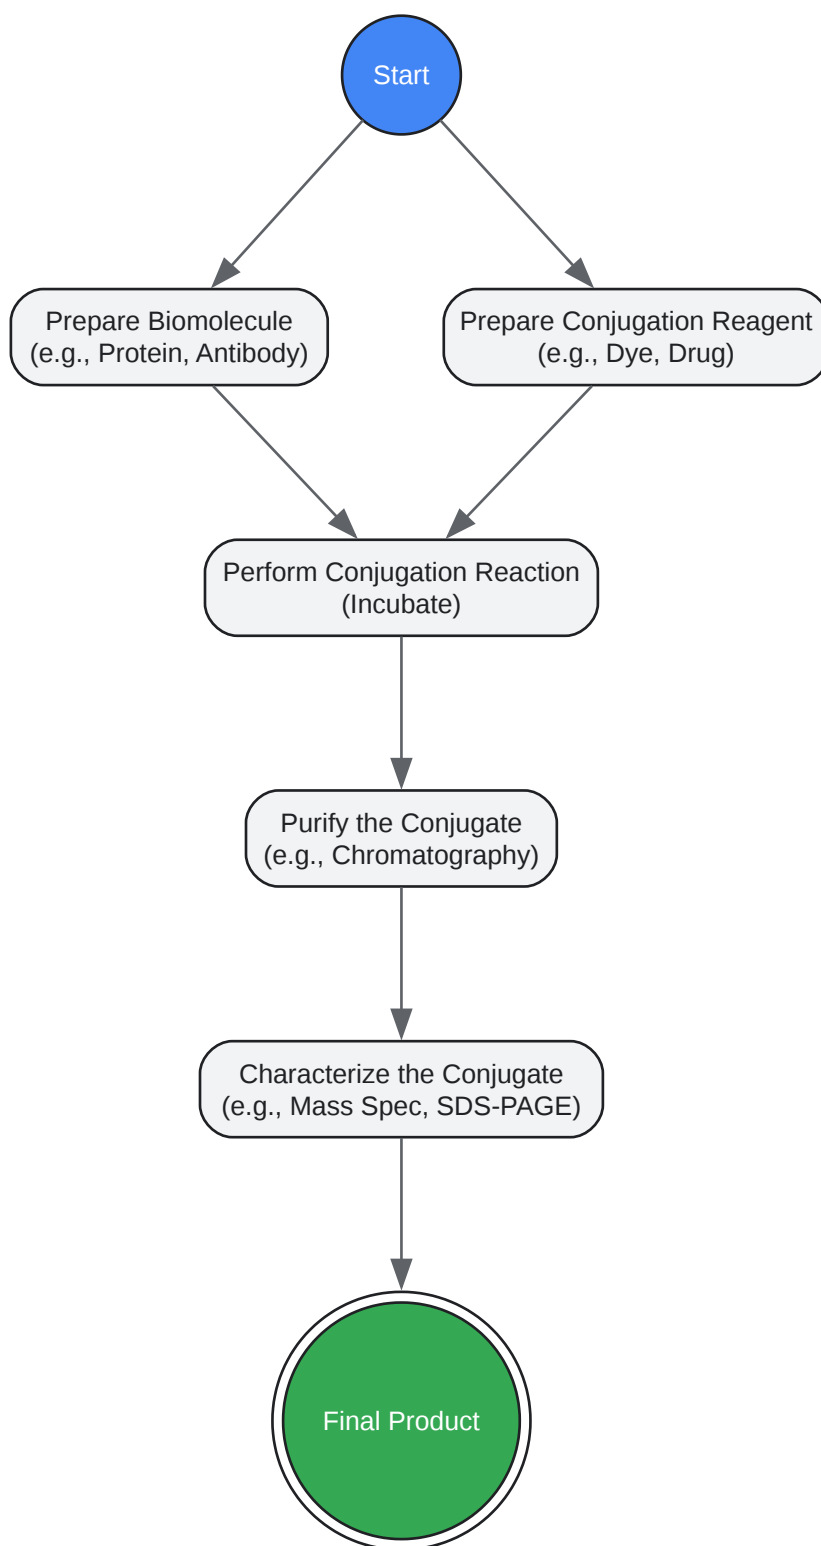 Start
Prepare Biomolecule
(e.g., Protein, Antibody)
Prepare Conjugation Reagent
(e.g., Dye, Drug)
Perform Conjugation Reaction
(Incubate)
Purify the Conjugate
(e.g., Chromatography)
Characterize the Conjugate
(e.g., Mass Spec, SDS-PAGE)
Final Product